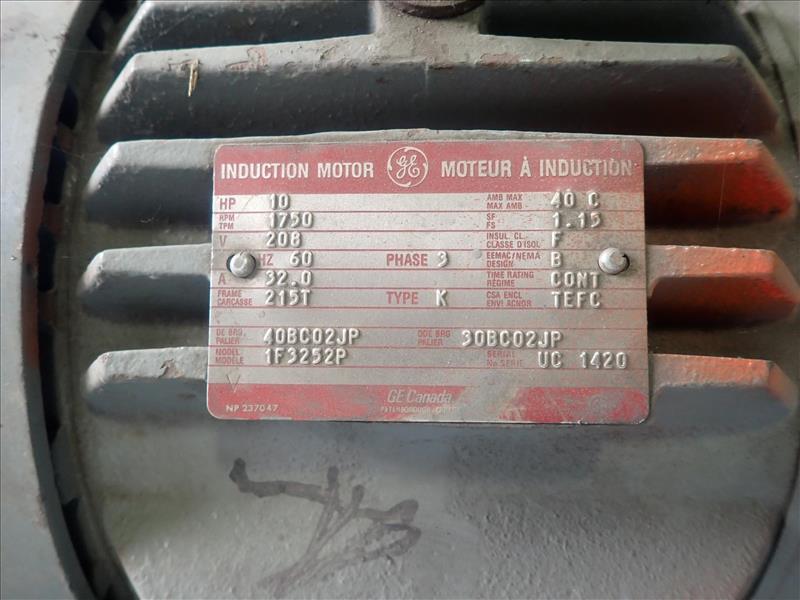 INDUCTION MOTOR GE MOTEUR À INDUCTION
HP 10 AMB MAX MAX AMB 40 C
RPM TPM 1750 SF FS 1.15
V 208 INSUL. CL. CLASSE D'ISOL F
HZ 60 PHASE 3 EEMAC/NEMA DESIGN B
A 32.0 TIME RATING RÉGIME CONT
FRAME CARCASSE 215T TYPE K CSA ENCL ENVI ACNOR TEFC
DE BRG PALIER 40BC02JP ODE BRG PALIER 30BC02JP
MODEL MODÈLE 1F3252P SERIAL No SÉRIE UC 1420
V
NP 237047 GE Canada
PETERBOROUGH